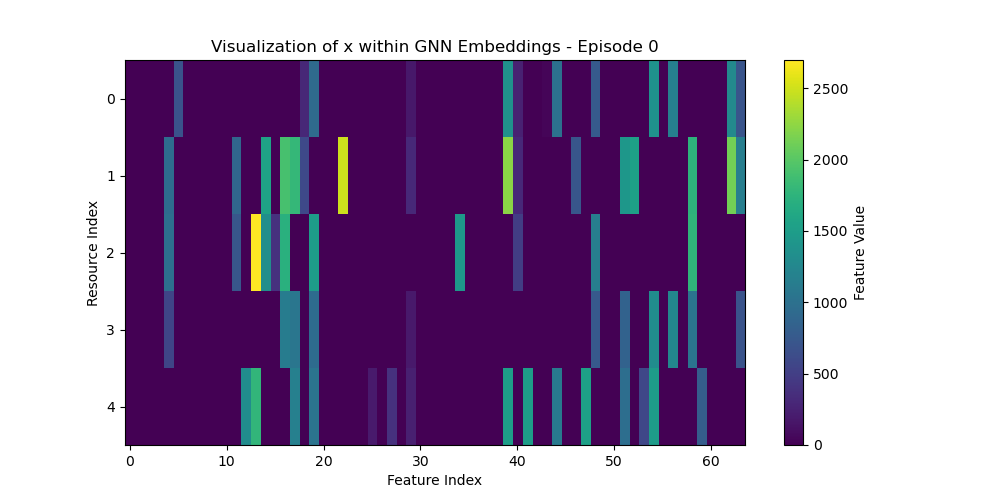 Visualization of x within GNN Embeddings - Episode 0
Resource Index
0
1
2
3
4
0 10 20 30 40 50 60
Feature Index
2500
2000
1500
1000
500
0
Feature Value